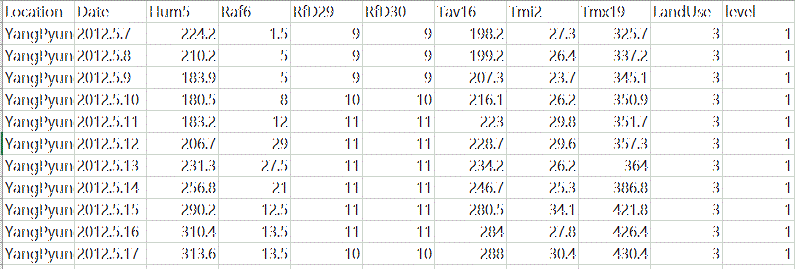 Location Date Hum5 Raf6 RfD29 RfD30 Tav16 Tmi2 Tmx19 LandUse level
YangPyun 2012.5.7 224.2 1.5 9 9 198.2 27.3 325.7 3 1
YangPyun 2012.5.8 210.2 5 9 9 199.2 26.4 337.2 3 1
YangPyun 2012.5.9 183.9 5 9 9 207.3 23.7 345.1 3 1
YangPyun 2012.5.10 180.5 8 10 10 216.1 26.2 350.9 3 1
YangPyun 2012.5.11 183.2 12 11 11 223 29.8 351.7 3 1
YangPyun 2012.5.12 206.7 29 11 11 228.7 29.6 357.3 3 1
YangPyun 2012.5.13 231.3 27.5 11 11 234.2 26.2 364 3 1
YangPyun 2012.5.14 256.8 21 11 11 246.7 25.3 386.8 3 1
YangPyun 2012.5.15 290.2 12.5 11 11 280.5 34.1 421.8 3 1
YangPyun 2012.5.16 310.4 13.5 11 11 284 27.8 426.4 3 1
YangPyun 2012.5.17 313.6 13.5 10 10 288 30.4 430.4 3 1